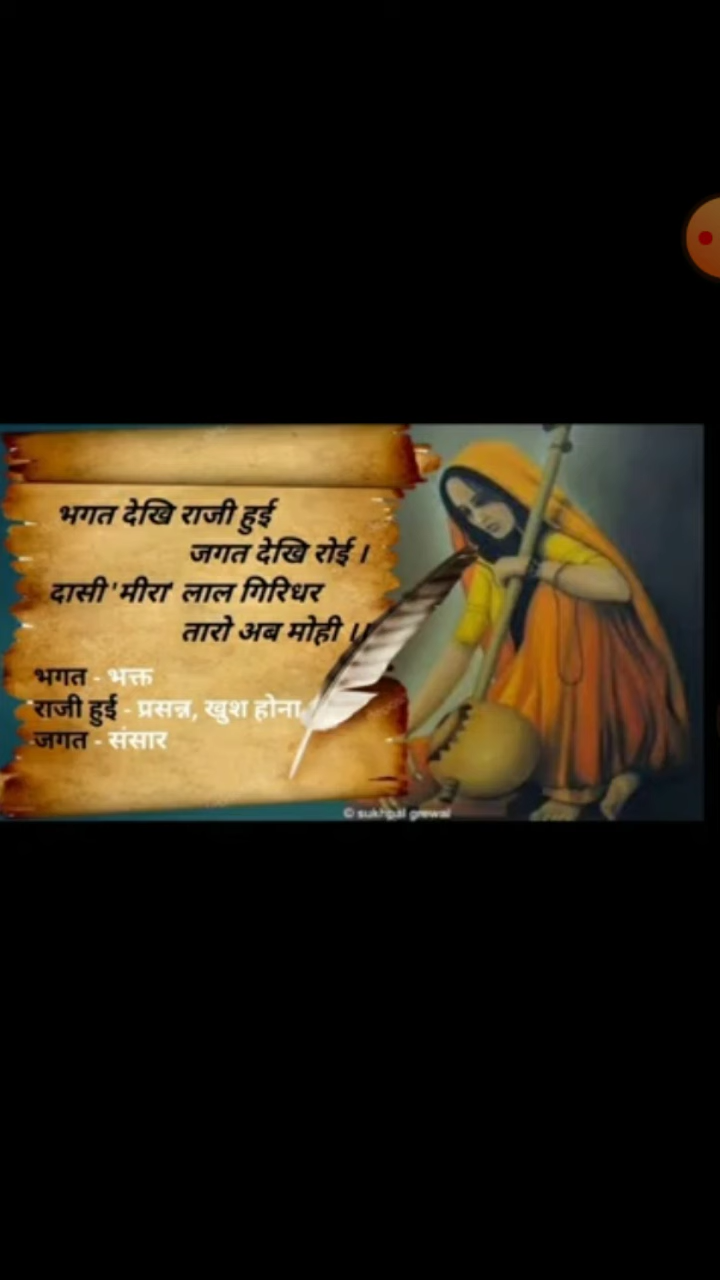 भगत देखि राजी हुई
जगत देखि रोई ।
दासी 'मीरा' लाल गिरिधर
तारो अब मोही ।।
भगत - भक्त
राजी हुई - प्रसन्न, खुश होना
जगत - संसार
© sukhpal grewal